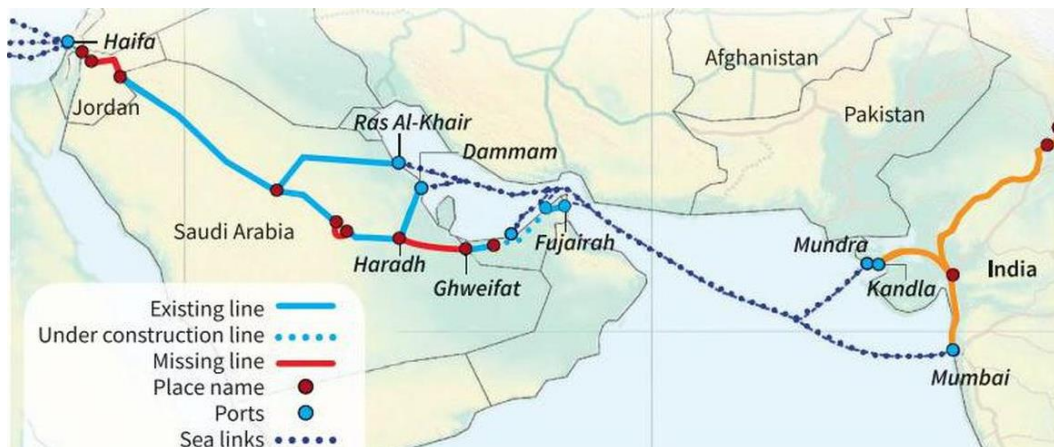 Haifa
Afghanistan
Jordan
Pakistan
Ras Al-Khair
Dammam
Saudi Arabia
Haradh
Fujairah
Mundra
Ghweifat
Kandla
India
Mumbai
Existing line
Under construction line
Missing line
Place name
Ports
Sea links